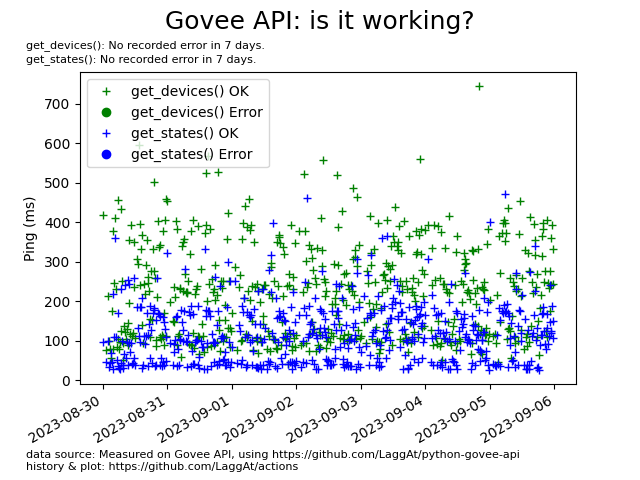 Govee API: is it working?
get_devices(): No recorded error in 7 days.
get_states(): No recorded error in 7 days.
get_devices() OK
get_devices() Error
get_states() OK
get_states() Error
Ping (ms)
700
600
500
400
300
200
100
0
2023-08-30
2023-08-31
2023-09-01
2023-09-02
2023-09-03
2023-09-04
2023-09-05
2023-09-06
data source: Measured on Govee API, using https://github.com/LaggAt/python-govee-api
history & plot: https://github.com/LaggAt/actions